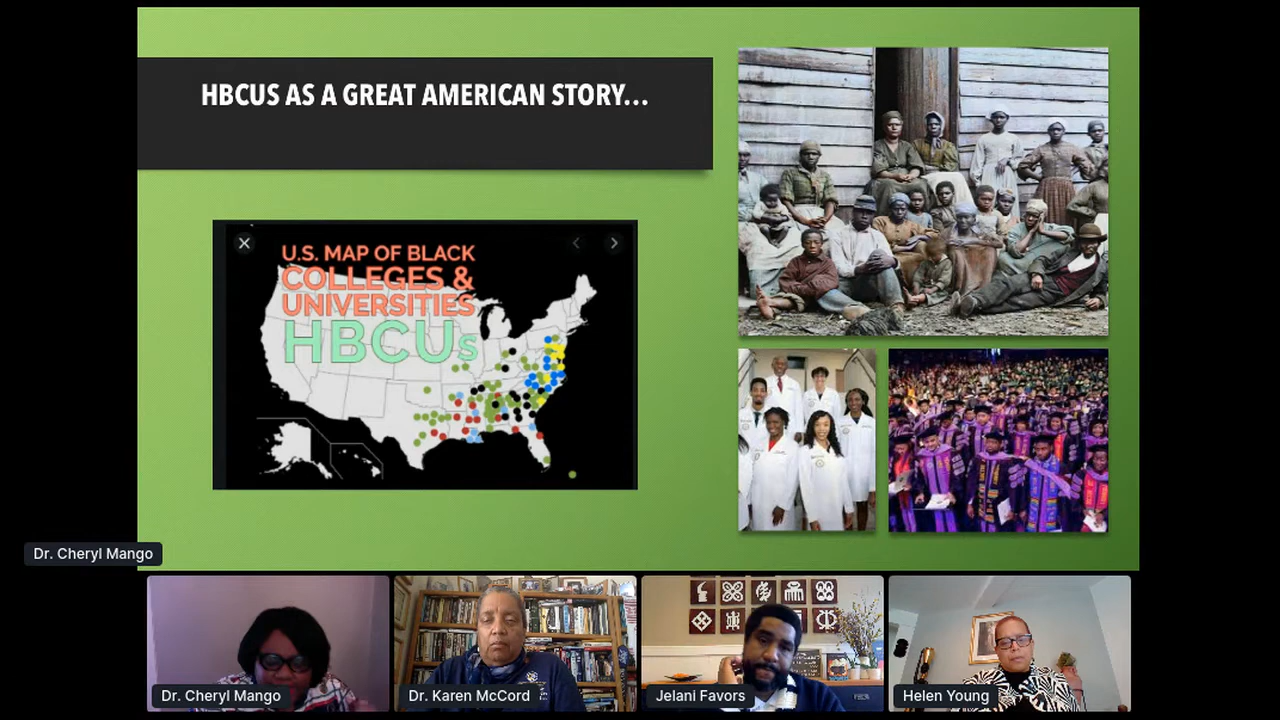 HBCUS AS A GREAT AMERICAN STORY...
U.S. MAP OF BLACK
COLLEGES &
UNIVERSITIES
HBCUs
Dr. Cheryl Mango
Dr. Cheryl Mango
Dr. Karen McCord
Jelani Favors
Helen Young